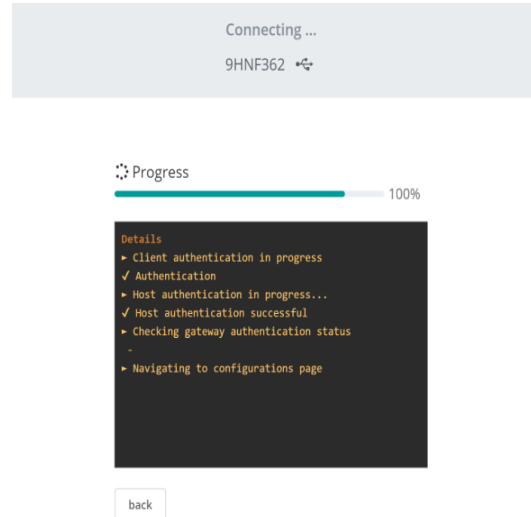 Connecting ...
9HNF362
Progress
100%
Details
▸ Client authentication in progress
✓ Authentication
▸ Host authentication in progress...
✓ Host authentication successful
▸ Checking gateway authentication status
-
▸ Navigating to configurations page
back